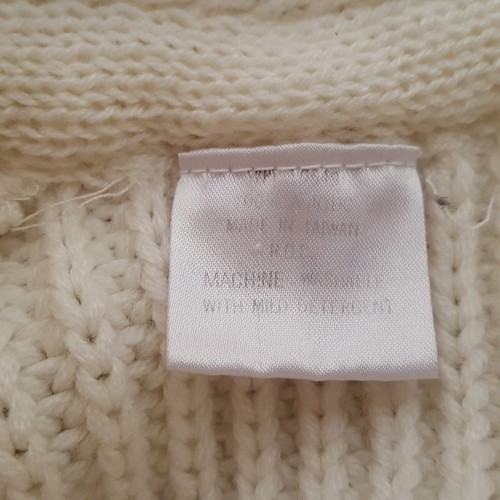 MADE IN TAIWAN
R.O.C.
MACHINE WASHABLE
WITH MILD DETERGENT